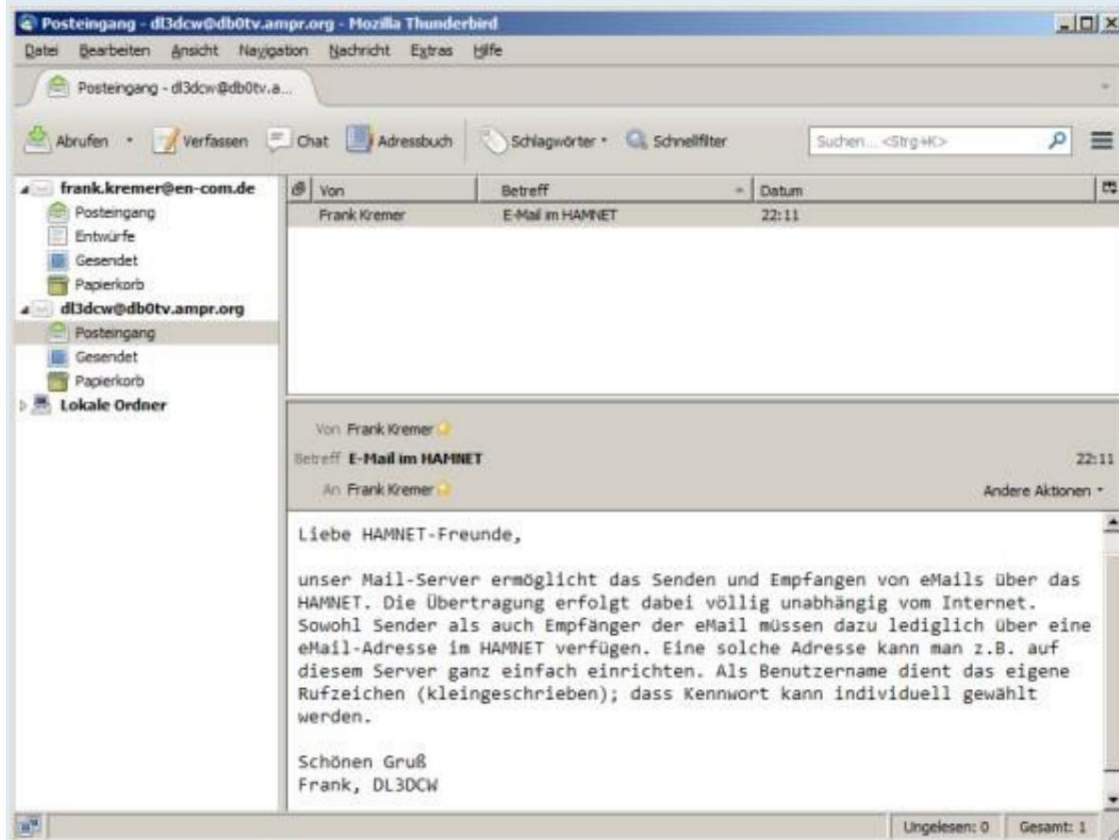 Posteingang - dl3dcw@db0tv.ampr.org - Mozilla Thunderbird
Datei Bearbeiten Ansicht Navigation Nachricht Extras Hilfe
Posteingang - dl3dcw@db0tv.a...
Abrufen Verfassen Chat Adressbuch Schlagwörter Schnellfilter Suchen... <Strg+K>
frank.kremer@en-com.de
Posteingang
Entwürfe
Gesendet
Papierkorb
dl3dcw@db0tv.ampr.org
Posteingang
Gesendet
Papierkorb
Lokale Ordner
Von Betreff Datum
Frank Kremer E-Mail im HAMNET 22:11
Von Frank Kremer
Betreff E-Mail im HAMNET 22:11
An Frank Kremer Andere Aktionen
Liebe HAMNET-Freunde,
unser Mail-Server ermöglicht das Senden und Empfangen von eMails über das
HAMNET. Die Übertragung erfolgt dabei völlig unabhängig vom Internet.
Sowohl Sender als auch Empfänger der eMail müssen dazu lediglich über eine
eMail-Adresse im HAMNET verfügen. Eine solche Adresse kann man z.B. auf
diesem Server ganz einfach einrichten. Als Benutzername dient das eigene
Rufzeichen (kleingeschrieben); dass Kennwort kann individuell gewählt
werden.
Schönen Gruß
Frank, DL3DCW
Ungelesen: 0 Gesamt: 1